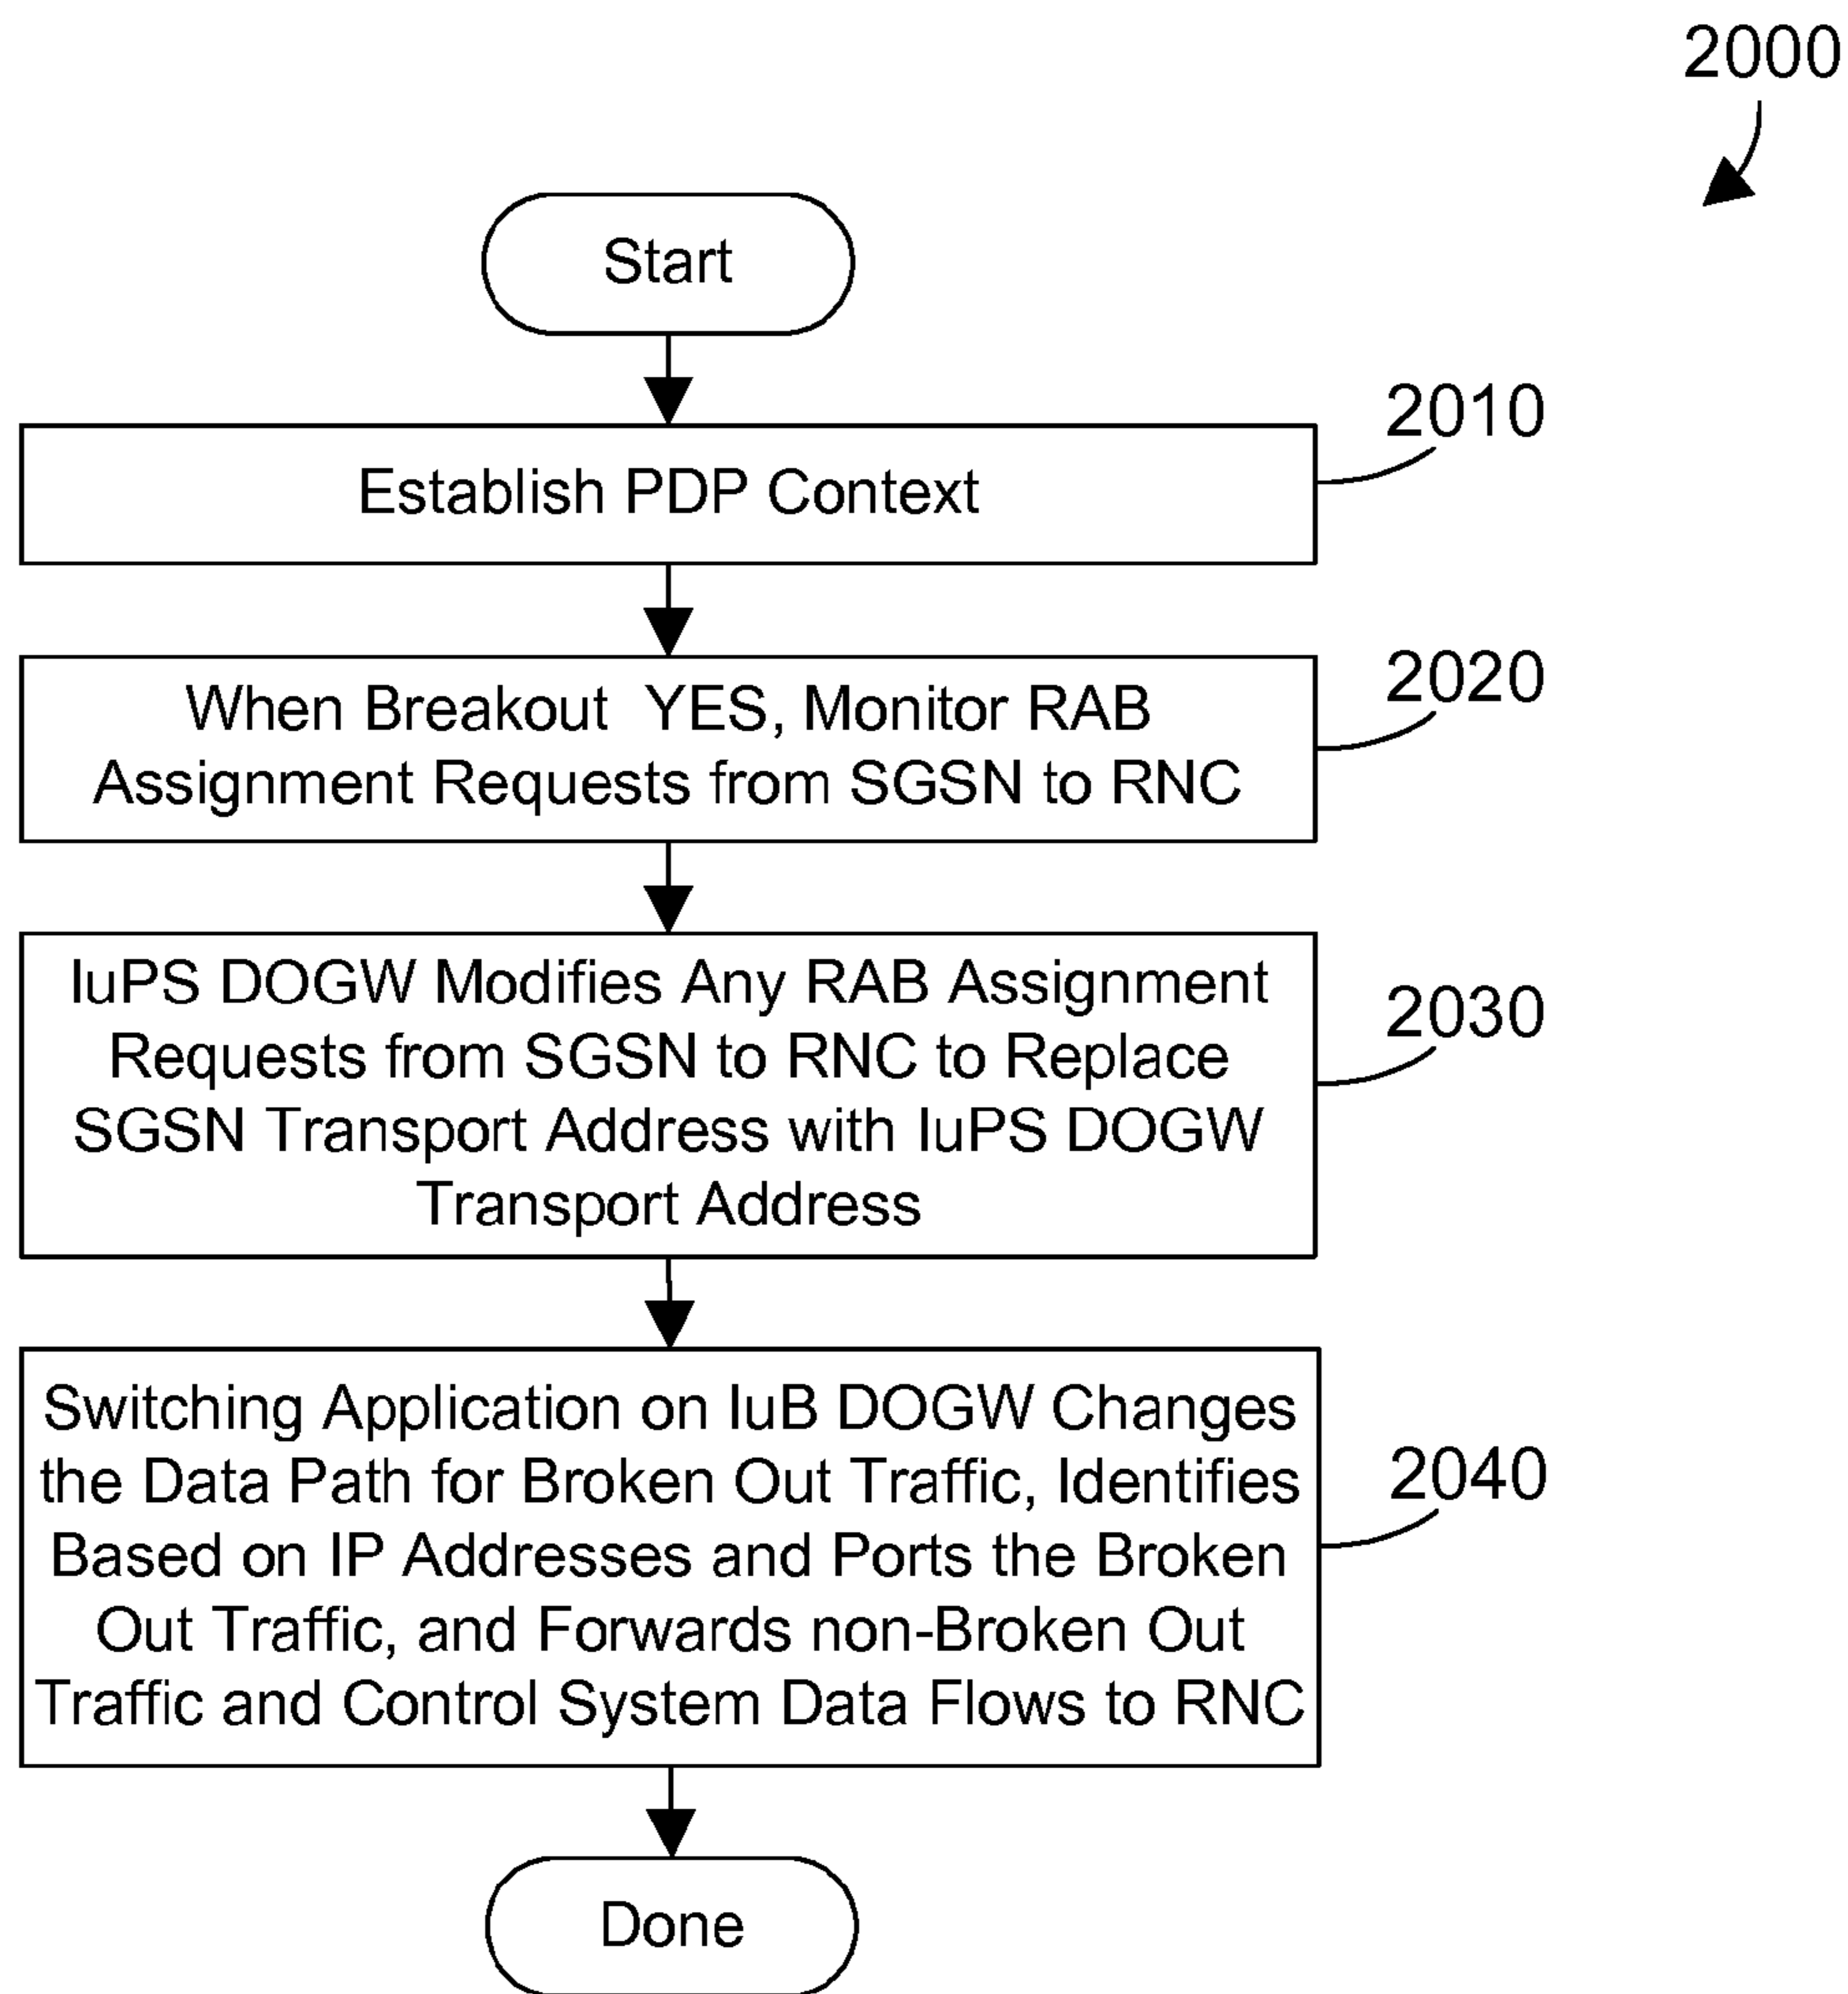 2000
Start
2010
Establish PDP Context
2020
When Breakout YES, Monitor RAB
Assignment Requests from SGSN to RNC
2030
IuPS DOGW Modifies Any RAB Assignment
Requests from SGSN to RNC to Replace
SGSN Transport Address with IuPS DOGW
Transport Address
2040
Switching Application on IuB DOGW Changes
the Data Path for Broken Out Traffic, Identifies
Based on IP Addresses and Ports the Broken
Out Traffic, and Forwards non-Broken Out
Traffic and Control System Data Flows to RNC
Done